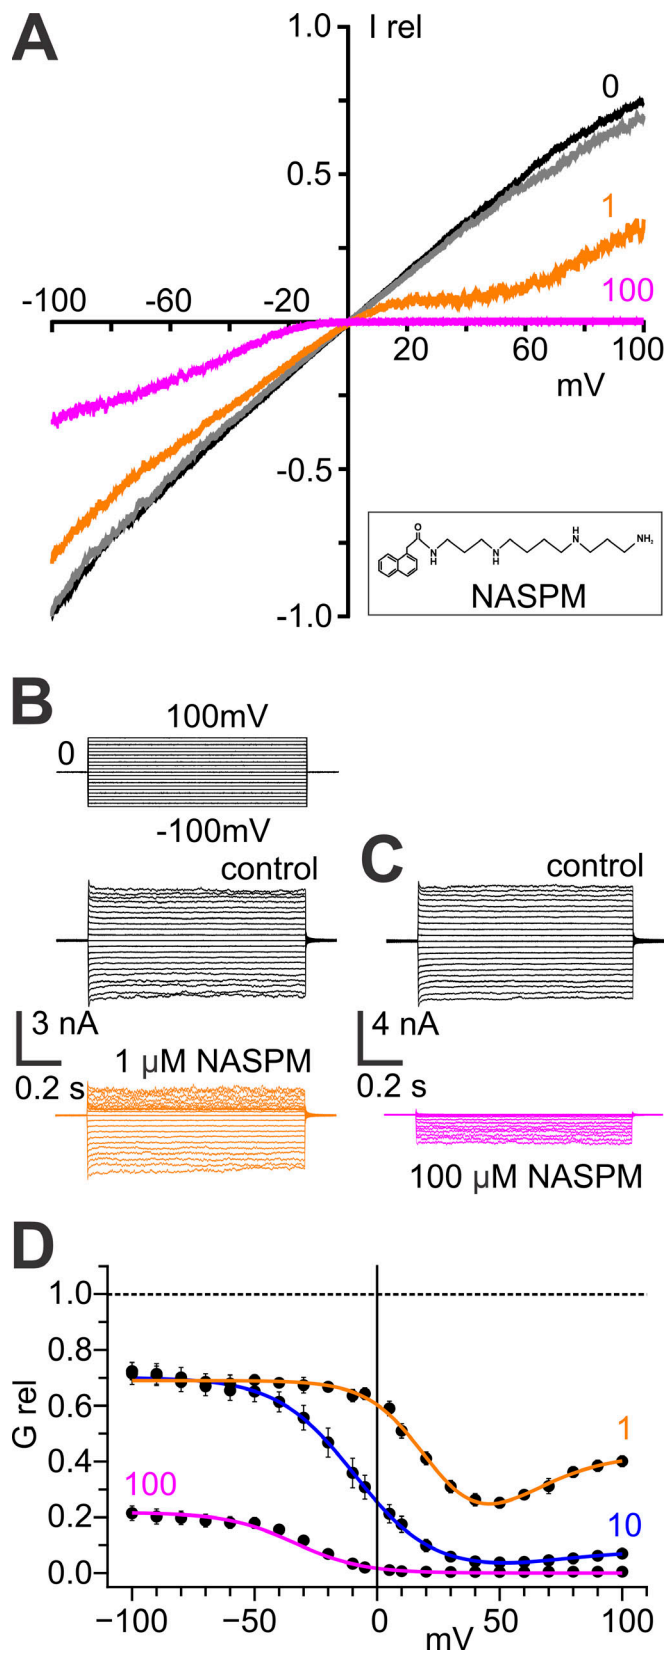 A
1.0
I rel
0
0.5
1
-100
-60
-20
100
20
60
100
mV
-0.5
O
N
H
N
H
H
N
NH₂
NASPM
-1.0
B
100mV
0
-100mV
control
C
control
3 nA
4 nA
0.2 s
1 µM NASPM
0.2 s
100 µM NASPM
D
1.0
0.8
0.6
0.4
0.2
0.0
G rel
1
100
10
−100
−50
0
50
100
mV